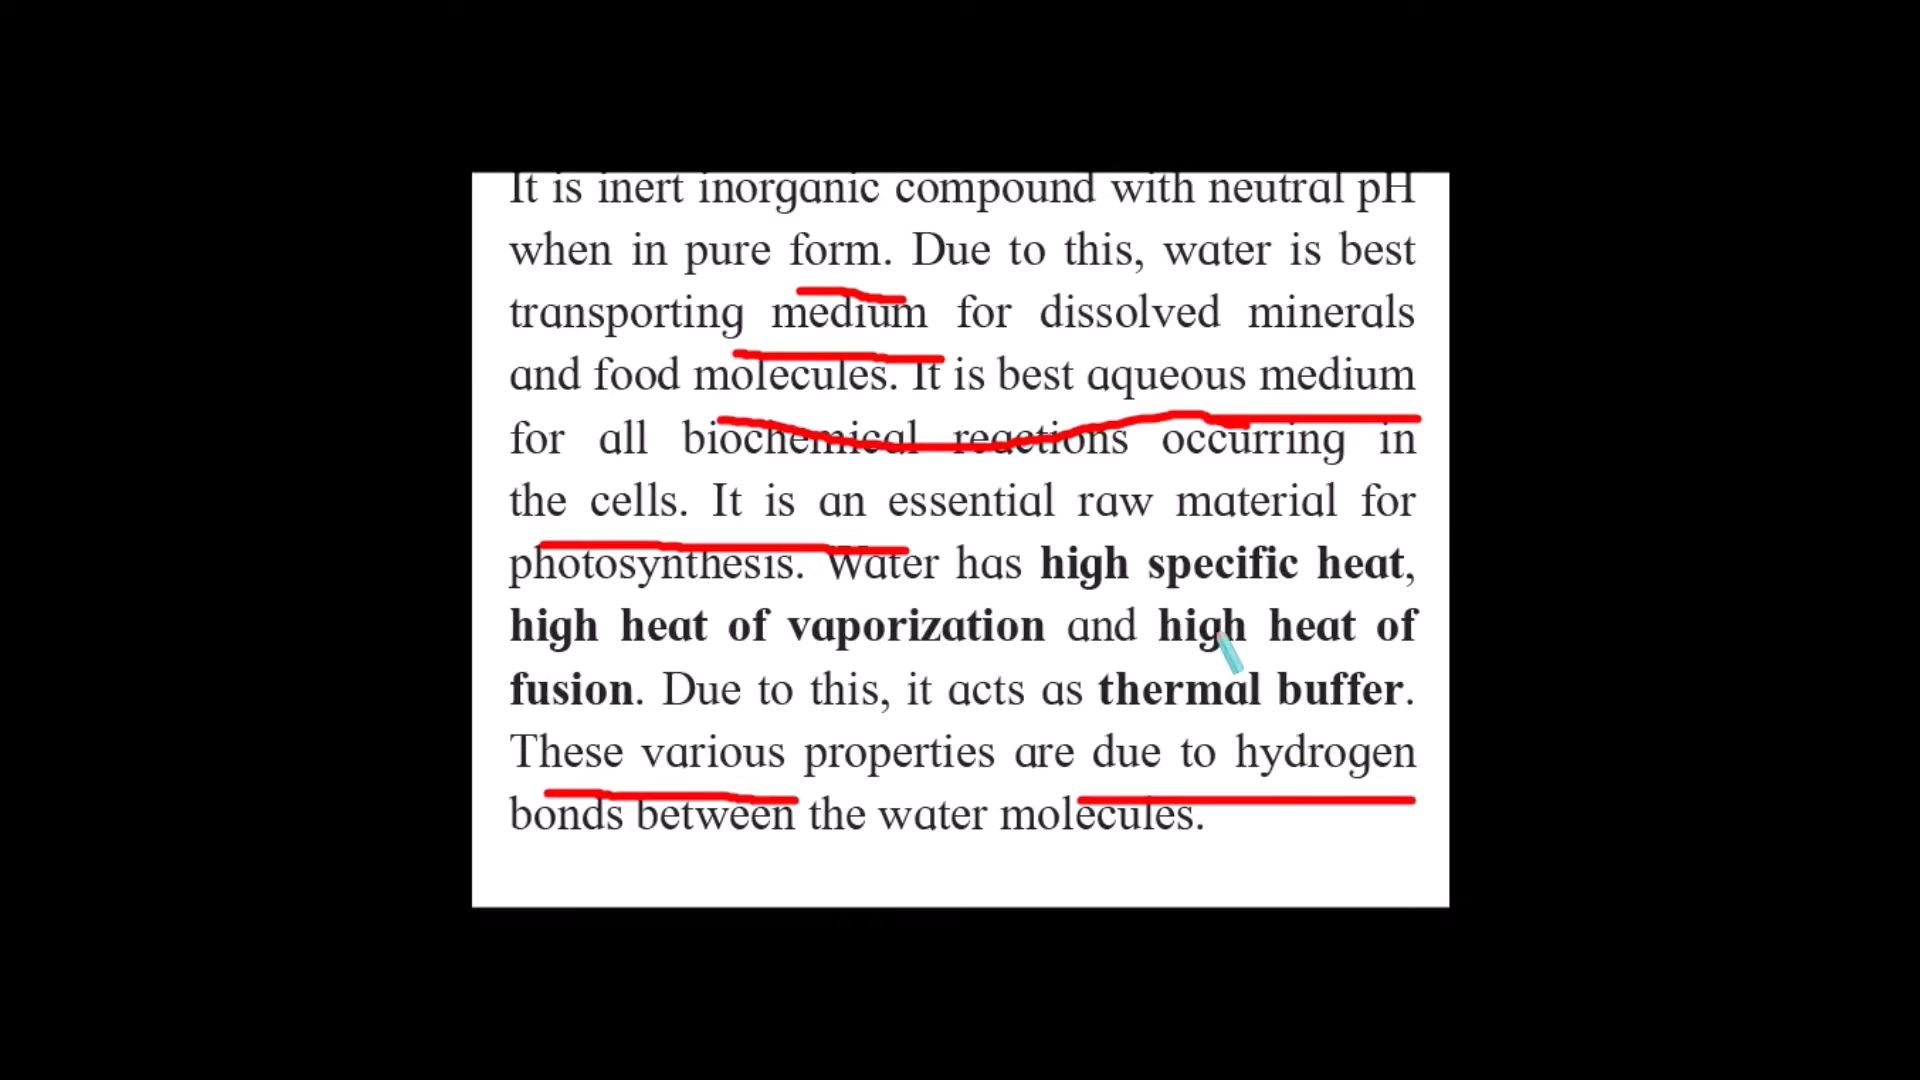 It is inert inorganic compound with neutral pH
when in pure form. Due to this, water is best
transporting medium for dissolved minerals
and food molecules. It is best aqueous medium
for all biochemical reactions occurring in
the cells. It is an essential raw material for
photosynthesis. Water has high specific heat,
high heat of vaporization and high heat of
fusion. Due to this, it acts as thermal buffer.
These various properties are due to hydrogen
bonds between the water molecules.